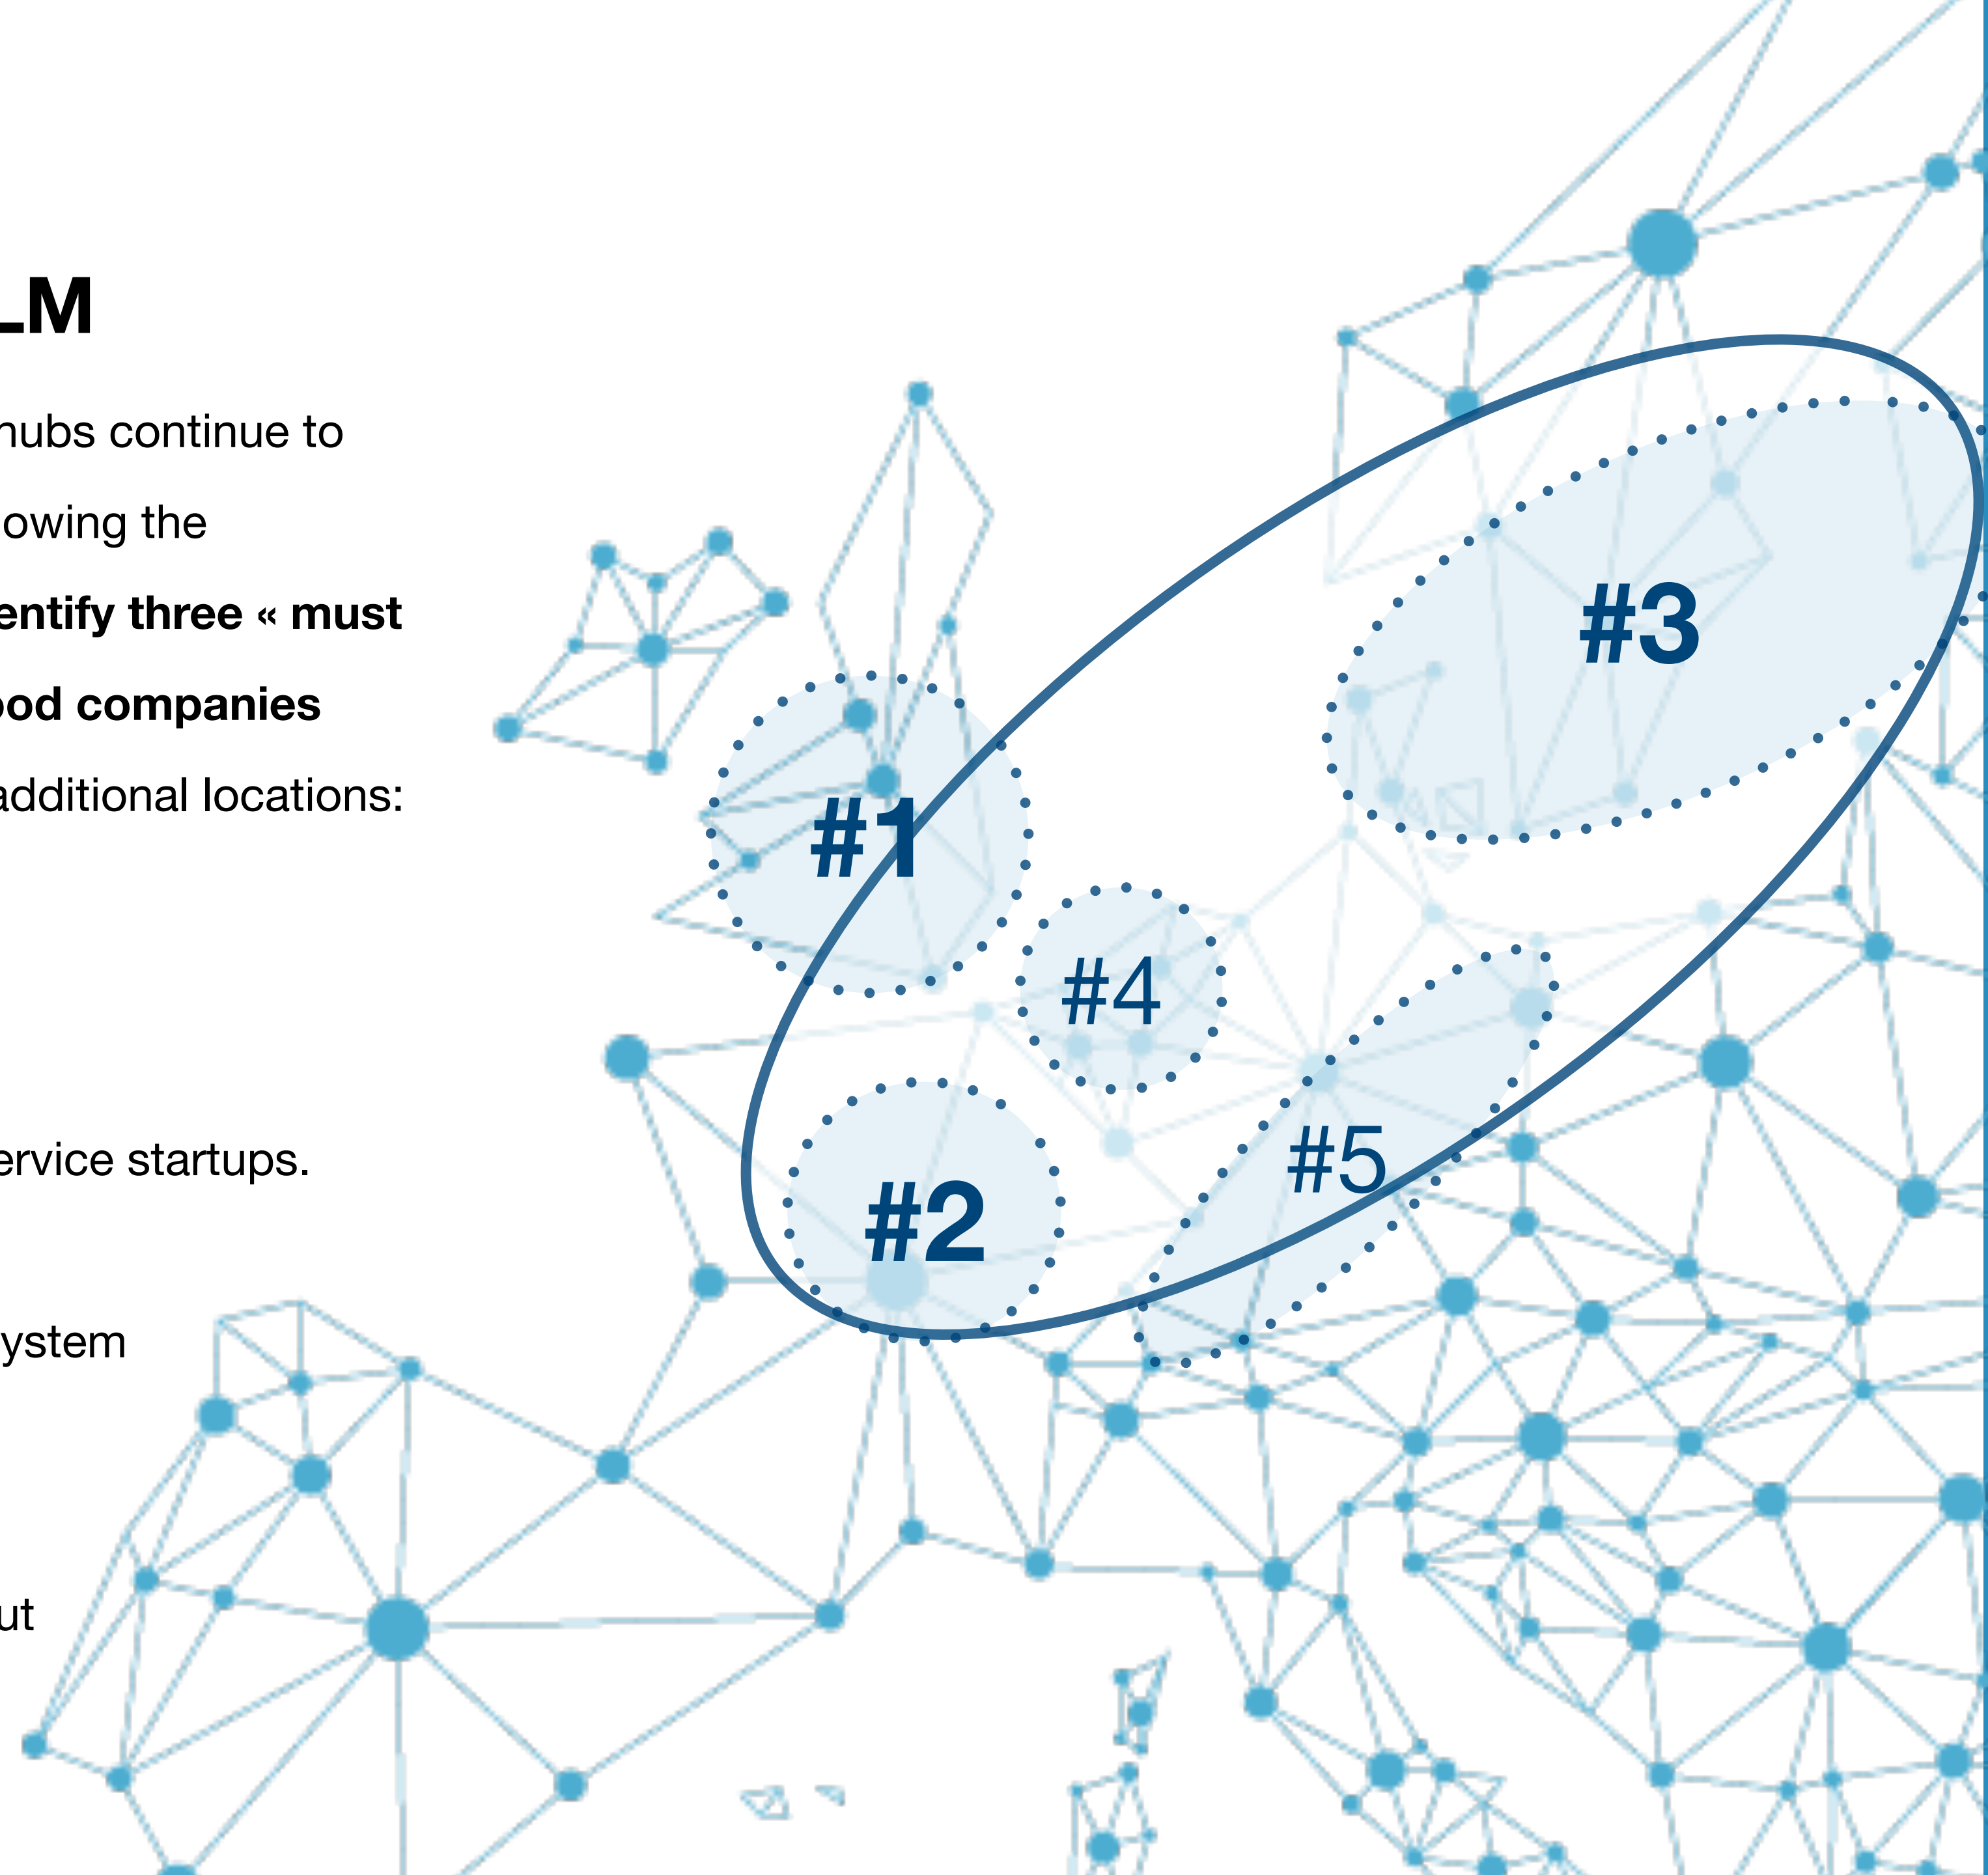 LM
hubs continue to
owing the
entify three « must
ood companies
additional locations:
ervice startups.
ystem
ut
#1
#2
#3
#4
#5